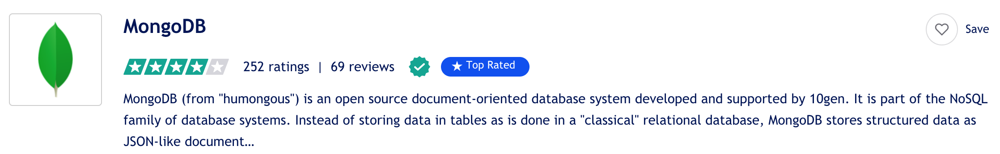 MongoDB
Save
252 ratings | 69 reviews
Top Rated
MongoDB (from "humongous") is an open source document-oriented database system developed and supported by 10gen. It is part of the NoSQL
family of database systems. Instead of storing data in tables as is done in a "classical" relational database, MongoDB stores structured data as
JSON-like document...